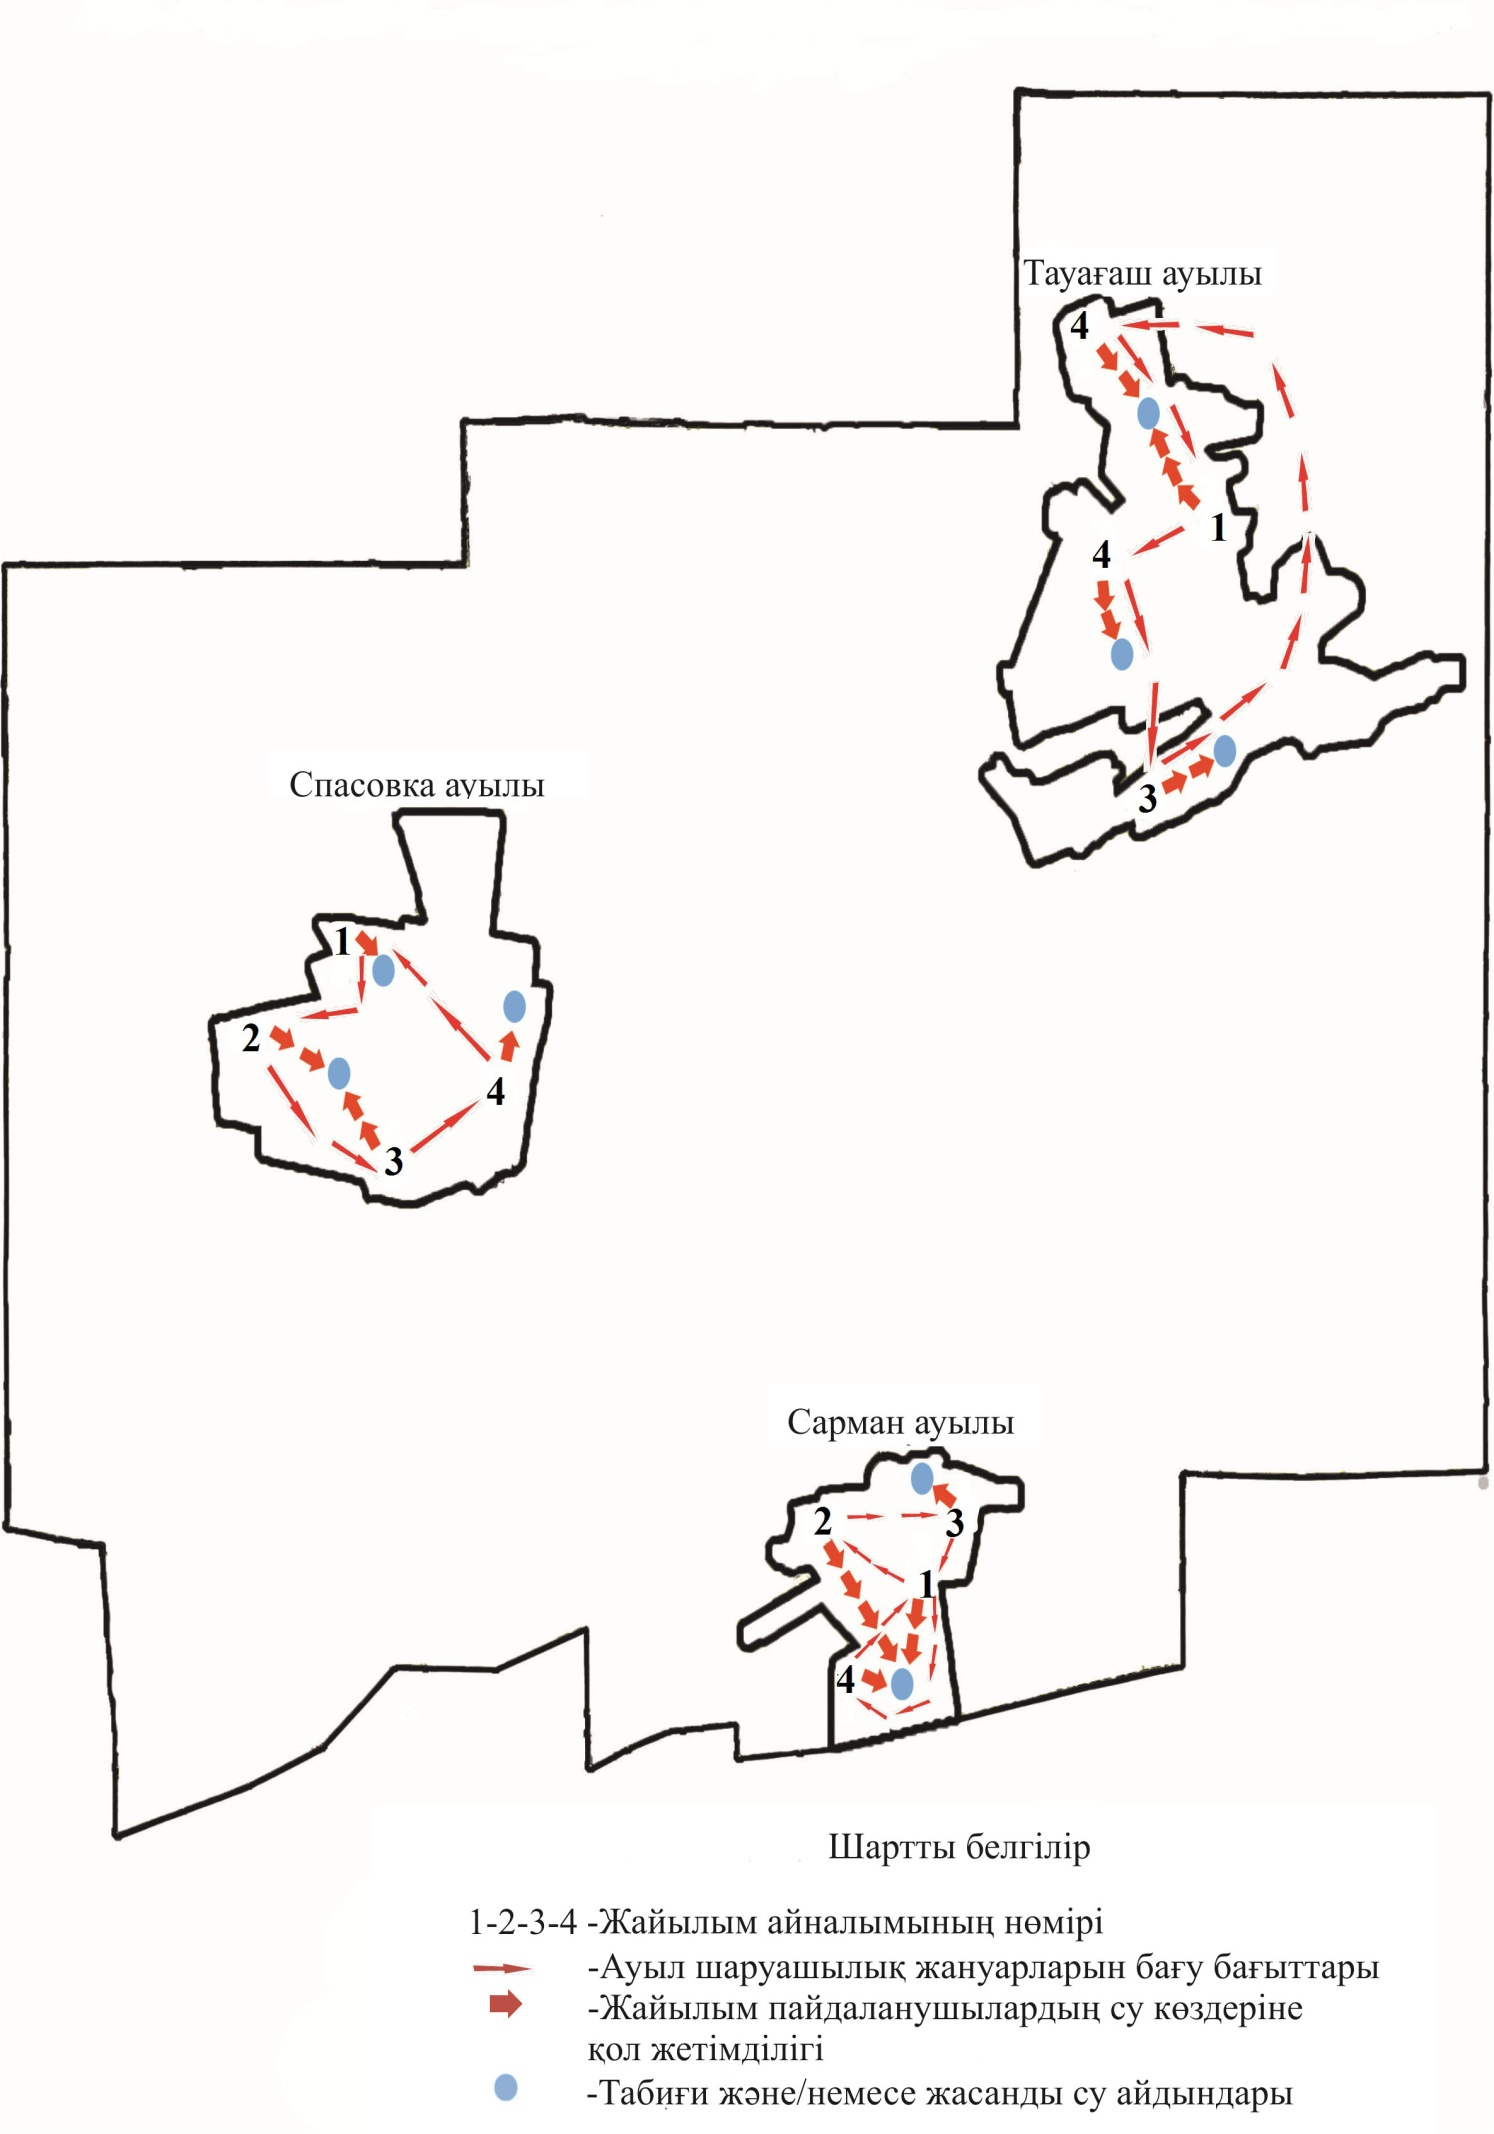 Тауағаш ауылы
4
1
4
3
Спасовка ауылы
1
2
4
3
Сарман ауылы
2
3
1
4
Шартты белгілір
1-2-3-4 -Жайылым айналымының нөмірі
-Ауыл шаруашылық жануарларын бағу бағыттары
-Жайылым пайдаланушылардың су көздеріне
қол жетімділігі
-Табиғи және/немесе жасанды су айдындары